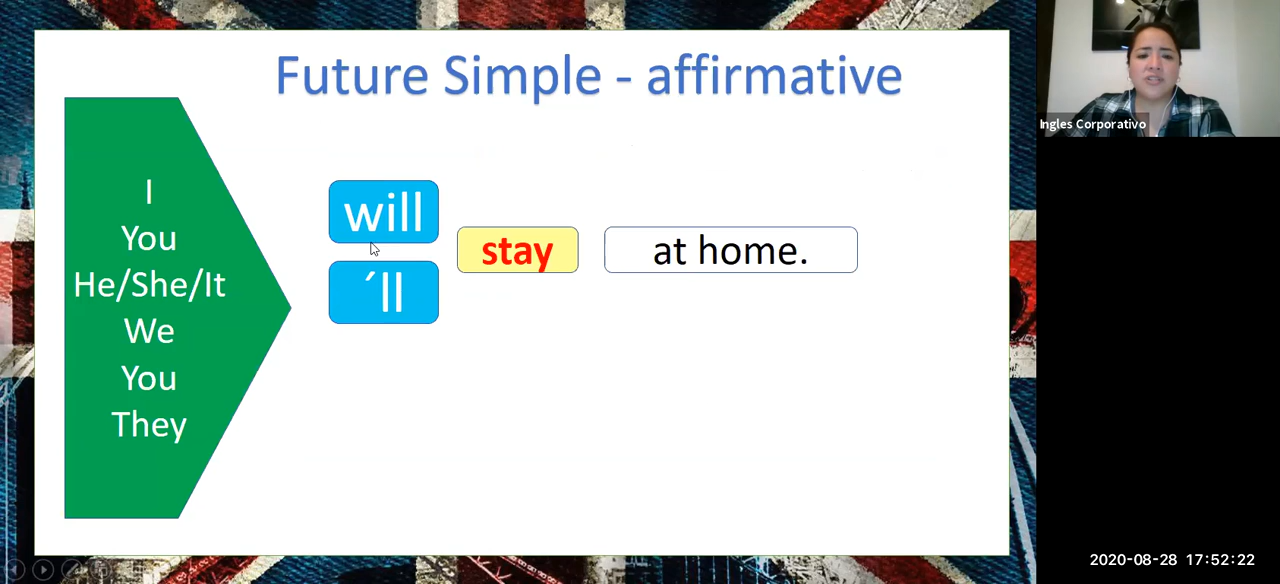 Future Simple - affirmative
I
You
He/She/It
We
You
They
will
´ll
stay
at home.
Ingles Corporativo
2020-08-28 17:52:22